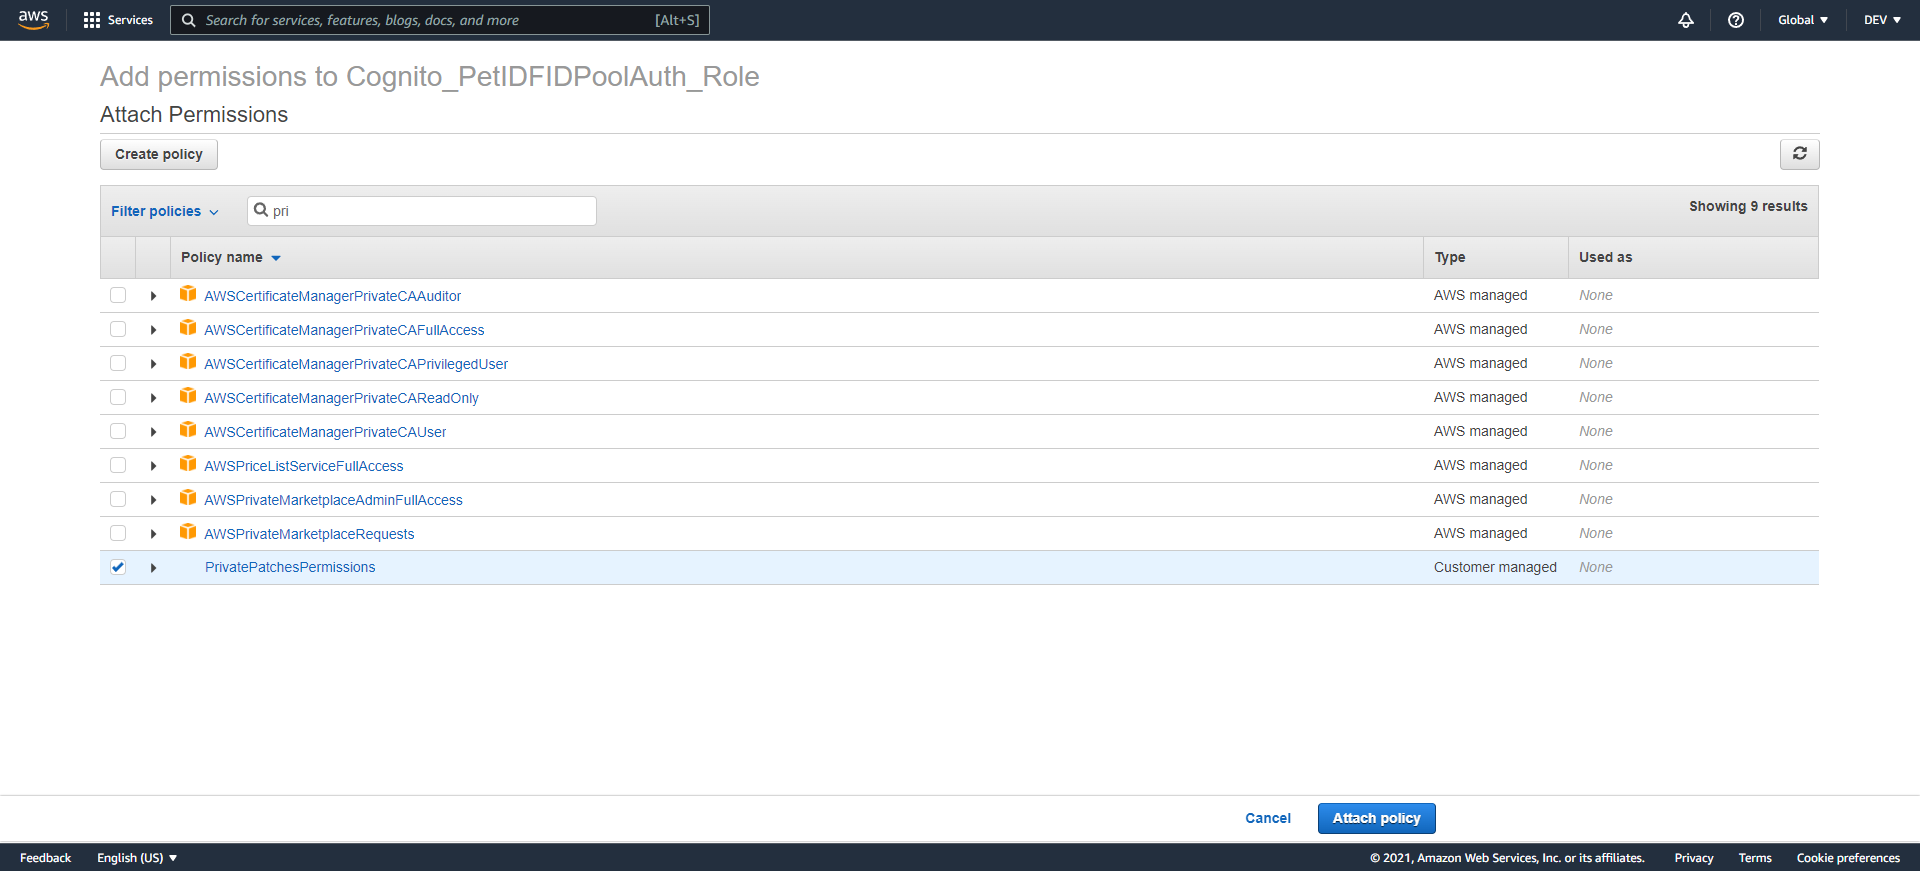 aws Services Search for services, features, blogs, docs, and more [Alt+S] Global DEV
Add permissions to Cognito_PetIDFIDPoolAuth_Role
Attach Permissions
Create policy
Filter policies pri Showing 9 results
Policy name Type Used as
AWSCertificateManagerPrivateCAAuditor AWS managed None
AWSCertificateManagerPrivateCAFullAccess AWS managed None
AWSCertificateManagerPrivateCAPrivilegedUser AWS managed None
AWSCertificateManagerPrivateCAReadOnly AWS managed None
AWSCertificateManagerPrivateCAUser AWS managed None
AWSPriceListServiceFullAccess AWS managed None
AWSPrivateMarketplaceAdminFullAccess AWS managed None
AWSPrivateMarketplaceRequests AWS managed None
PrivatePatchesPermissions Customer managed None
Cancel Attach policy
Feedback English (US) © 2021, Amazon Web Services, Inc. or its affiliates. Privacy Terms Cookie preferences